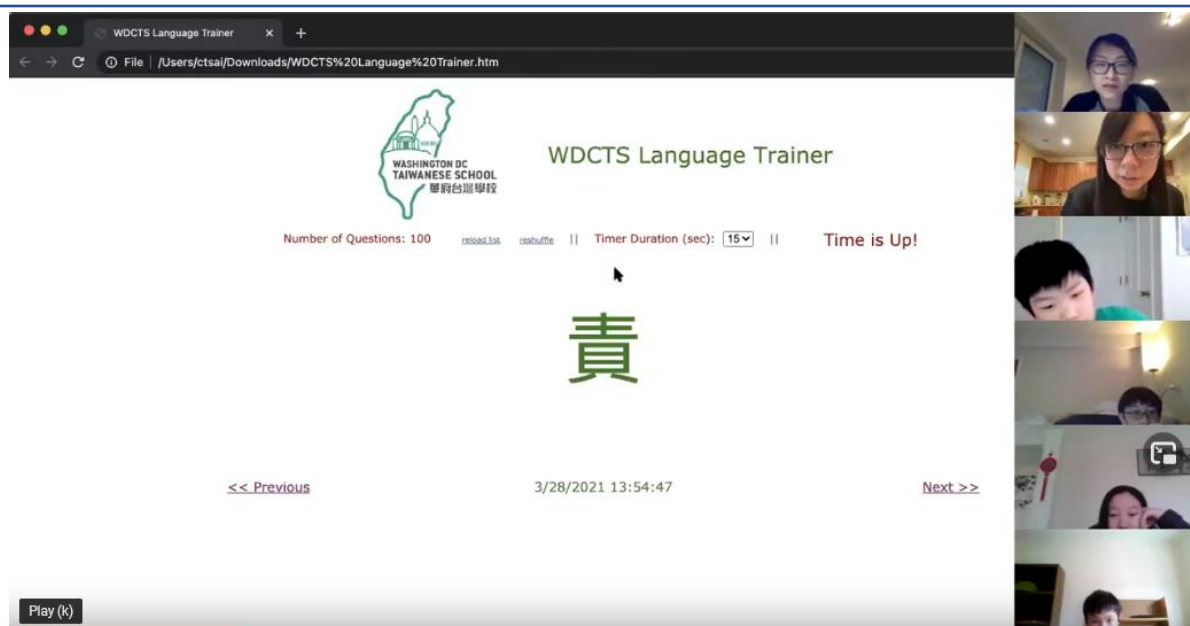 WDCTS Language Trainer × +
File | /Users/ctsai/Downloads/WDCTS%20Language%20Trainer.htm
WASHINGTON DC
TAIWANESE SCHOOL
華府台灣學校
WDCTS Language Trainer
Number of Questions: 100 reload list reshuffle || Timer Duration (sec): 15 || Time is Up!
責
<< Previous 3/28/2021 13:54:47 Next >>
Play (k)